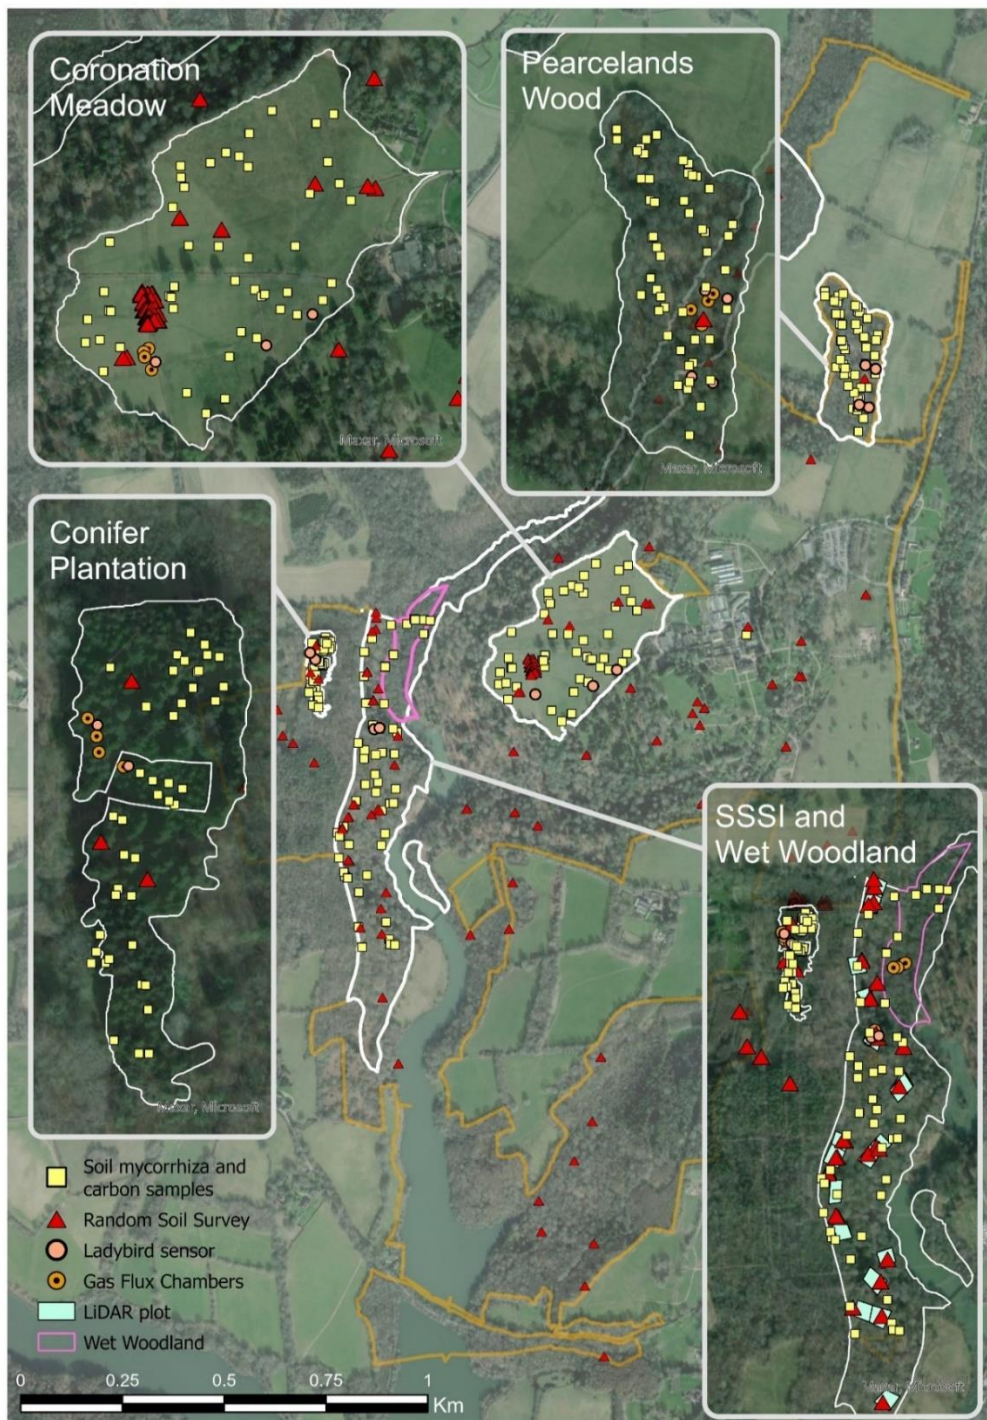 Coronation
Meadow
Maxar, Microsoft
Pearcelands
Wood
Maxar, Microsoft
Conifer
Plantation
Maxar, Microsoft
SSSI and
Wet Woodland
Maxar, Microsoft
Soil mycorrhiza and
carbon samples
Random Soil Survey
Ladybird sensor
Gas Flux Chambers
LiDAR plot
Wet Woodland
0 0.25 0.5 0.75 1
Km